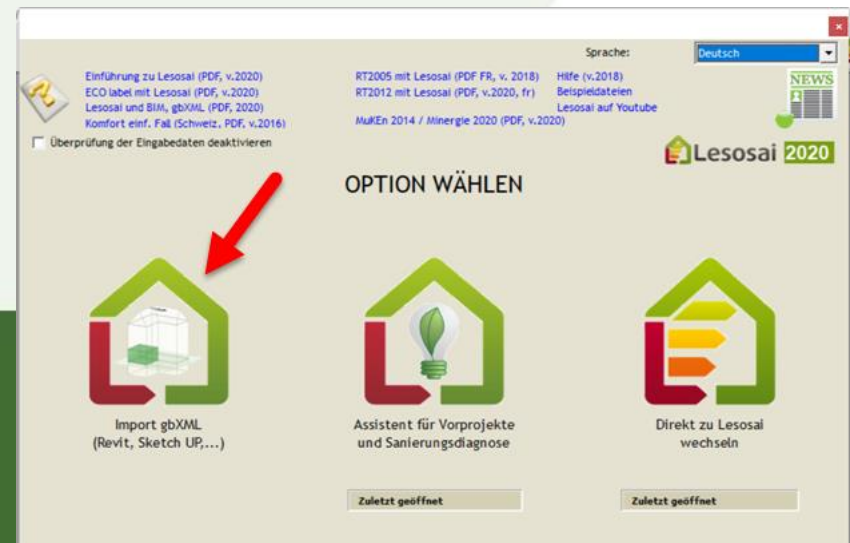 Sprache:
Deutsch
Einführung zu Lesosai (PDF, v.2020)
ECO label mit Lesosai (PDF, v.2020)
Lesosai und BIM, gbXML (PDF, 2020)
Komfort einf. Fall (Schweiz, PDF, v.2016)
Überprüfung der Eingabedaten deaktivieren
RT2005 mit Lesosai (PDF FR, v. 2018)
RT2012 mit Lesosai (PDF, v.2020, fr)
MuKEn 2014 / Minergie 2020 (PDF, v.2020)
Hilfe (v.2018)
Beispieldateien
Lesosai auf Youtube
NEWS
Lesosai 2020
OPTION WÄHLEN
Import gbXML
(Revit, Sketch UP,...)
Assistent für Vorprojekte
und Sanierungsdiagnose
Direkt zu Lesosai
wechseln
Zuletzt geöffnet
Zuletzt geöffnet